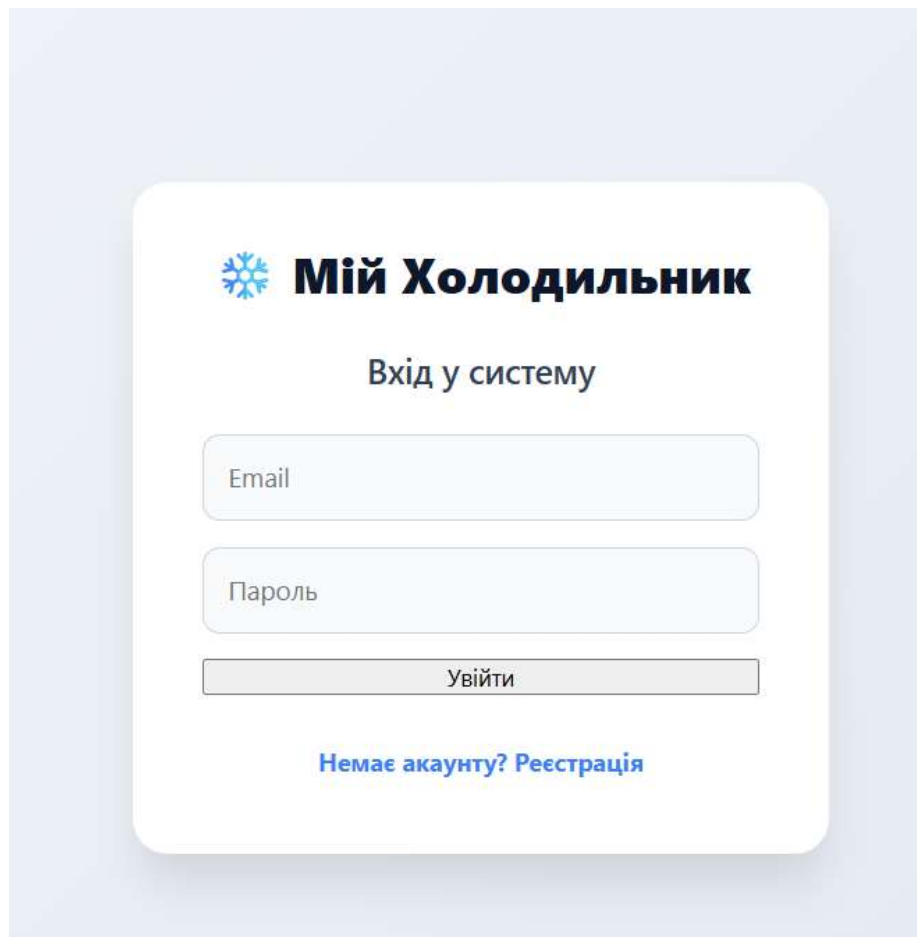 Мій Холодильник
Вхід у систему
Email
Пароль
Увійти
Немає акаунту? Реєстрація